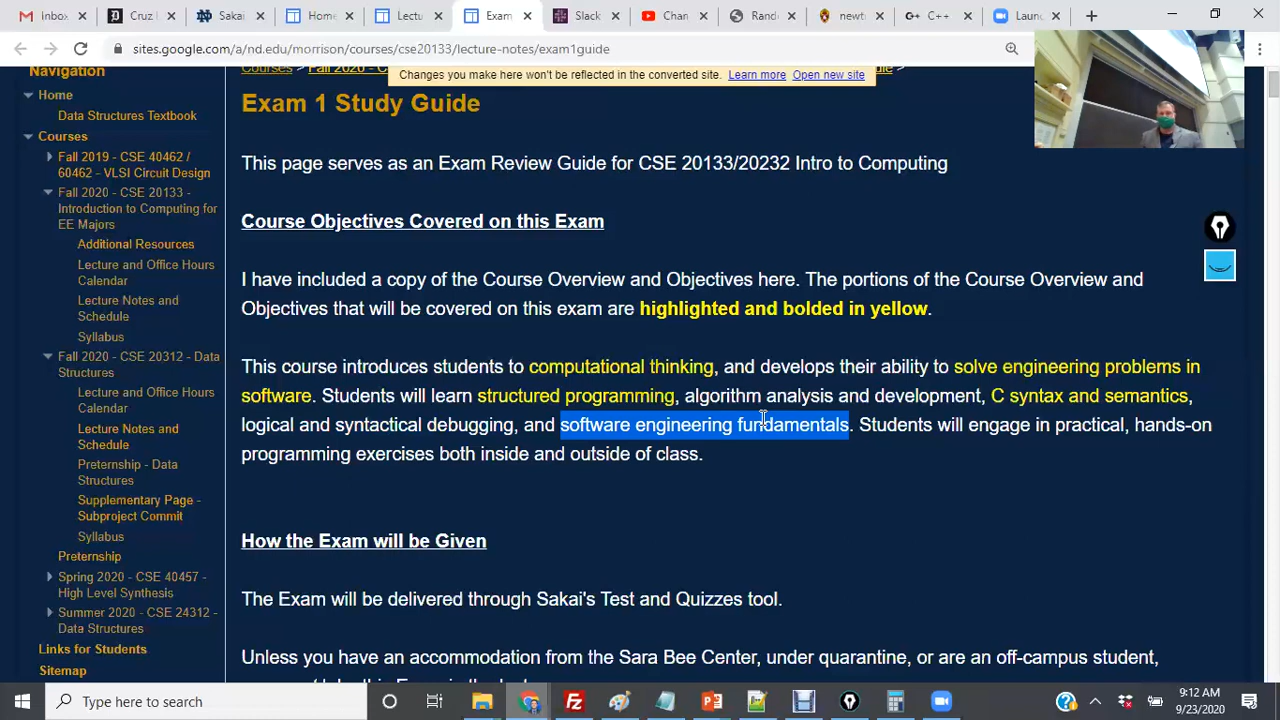 Inbox
Cruz
Sakai
Home
Lectu
Exam
Slack
Chan
Rando
newtr
C++
Laun
sites.google.com/a/nd.edu/morrison/courses/cse20133/lecture-notes/exam1guide
Changes you make here won't be reflected in the converted site. Learn more Open new site
Navigation
Home
Data Structures Textbook
Courses
Fall 2019 - CSE 40462 /
60462 - VLSI Circuit Design
Fall 2020 - CSE 20133 -
Introduction to Computing for
EE Majors
Additional Resources
Lecture and Office Hours
Calendar
Lecture Notes and
Schedule
Syllabus
Fall 2020 - CSE 20312 - Data
Structures
Lecture and Office Hours
Calendar
Lecture Notes and
Schedule
Preternship - Data
Structures
Supplementary Page -
Subproject Commit
Syllabus
Preternship
Spring 2020 - CSE 40457 -
High Level Synthesis
Summer 2020 - CSE 24312 -
Data Structures
Links for Students
Sitemap
Exam 1 Study Guide
This page serves as an Exam Review Guide for CSE 20133/20232 Intro to Computing
Course Objectives Covered on this Exam
I have included a copy of the Course Overview and Objectives here. The portions of the Course Overview and
Objectives that will be covered on this exam are highlighted and bolded in yellow.
This course introduces students to computational thinking, and develops their ability to solve engineering problems in
software. Students will learn structured programming, algorithm analysis and development, C syntax and semantics,
logical and syntactical debugging, and software engineering fundamentals. Students will engage in practical, hands-on
programming exercises both inside and outside of class.
How the Exam will be Given
The Exam will be delivered through Sakai's Test and Quizzes tool.
Unless you have an accommodation from the Sara Bee Center, under quarantine, or are an off-campus student,
Type here to search
9:12 AM
9/23/2020